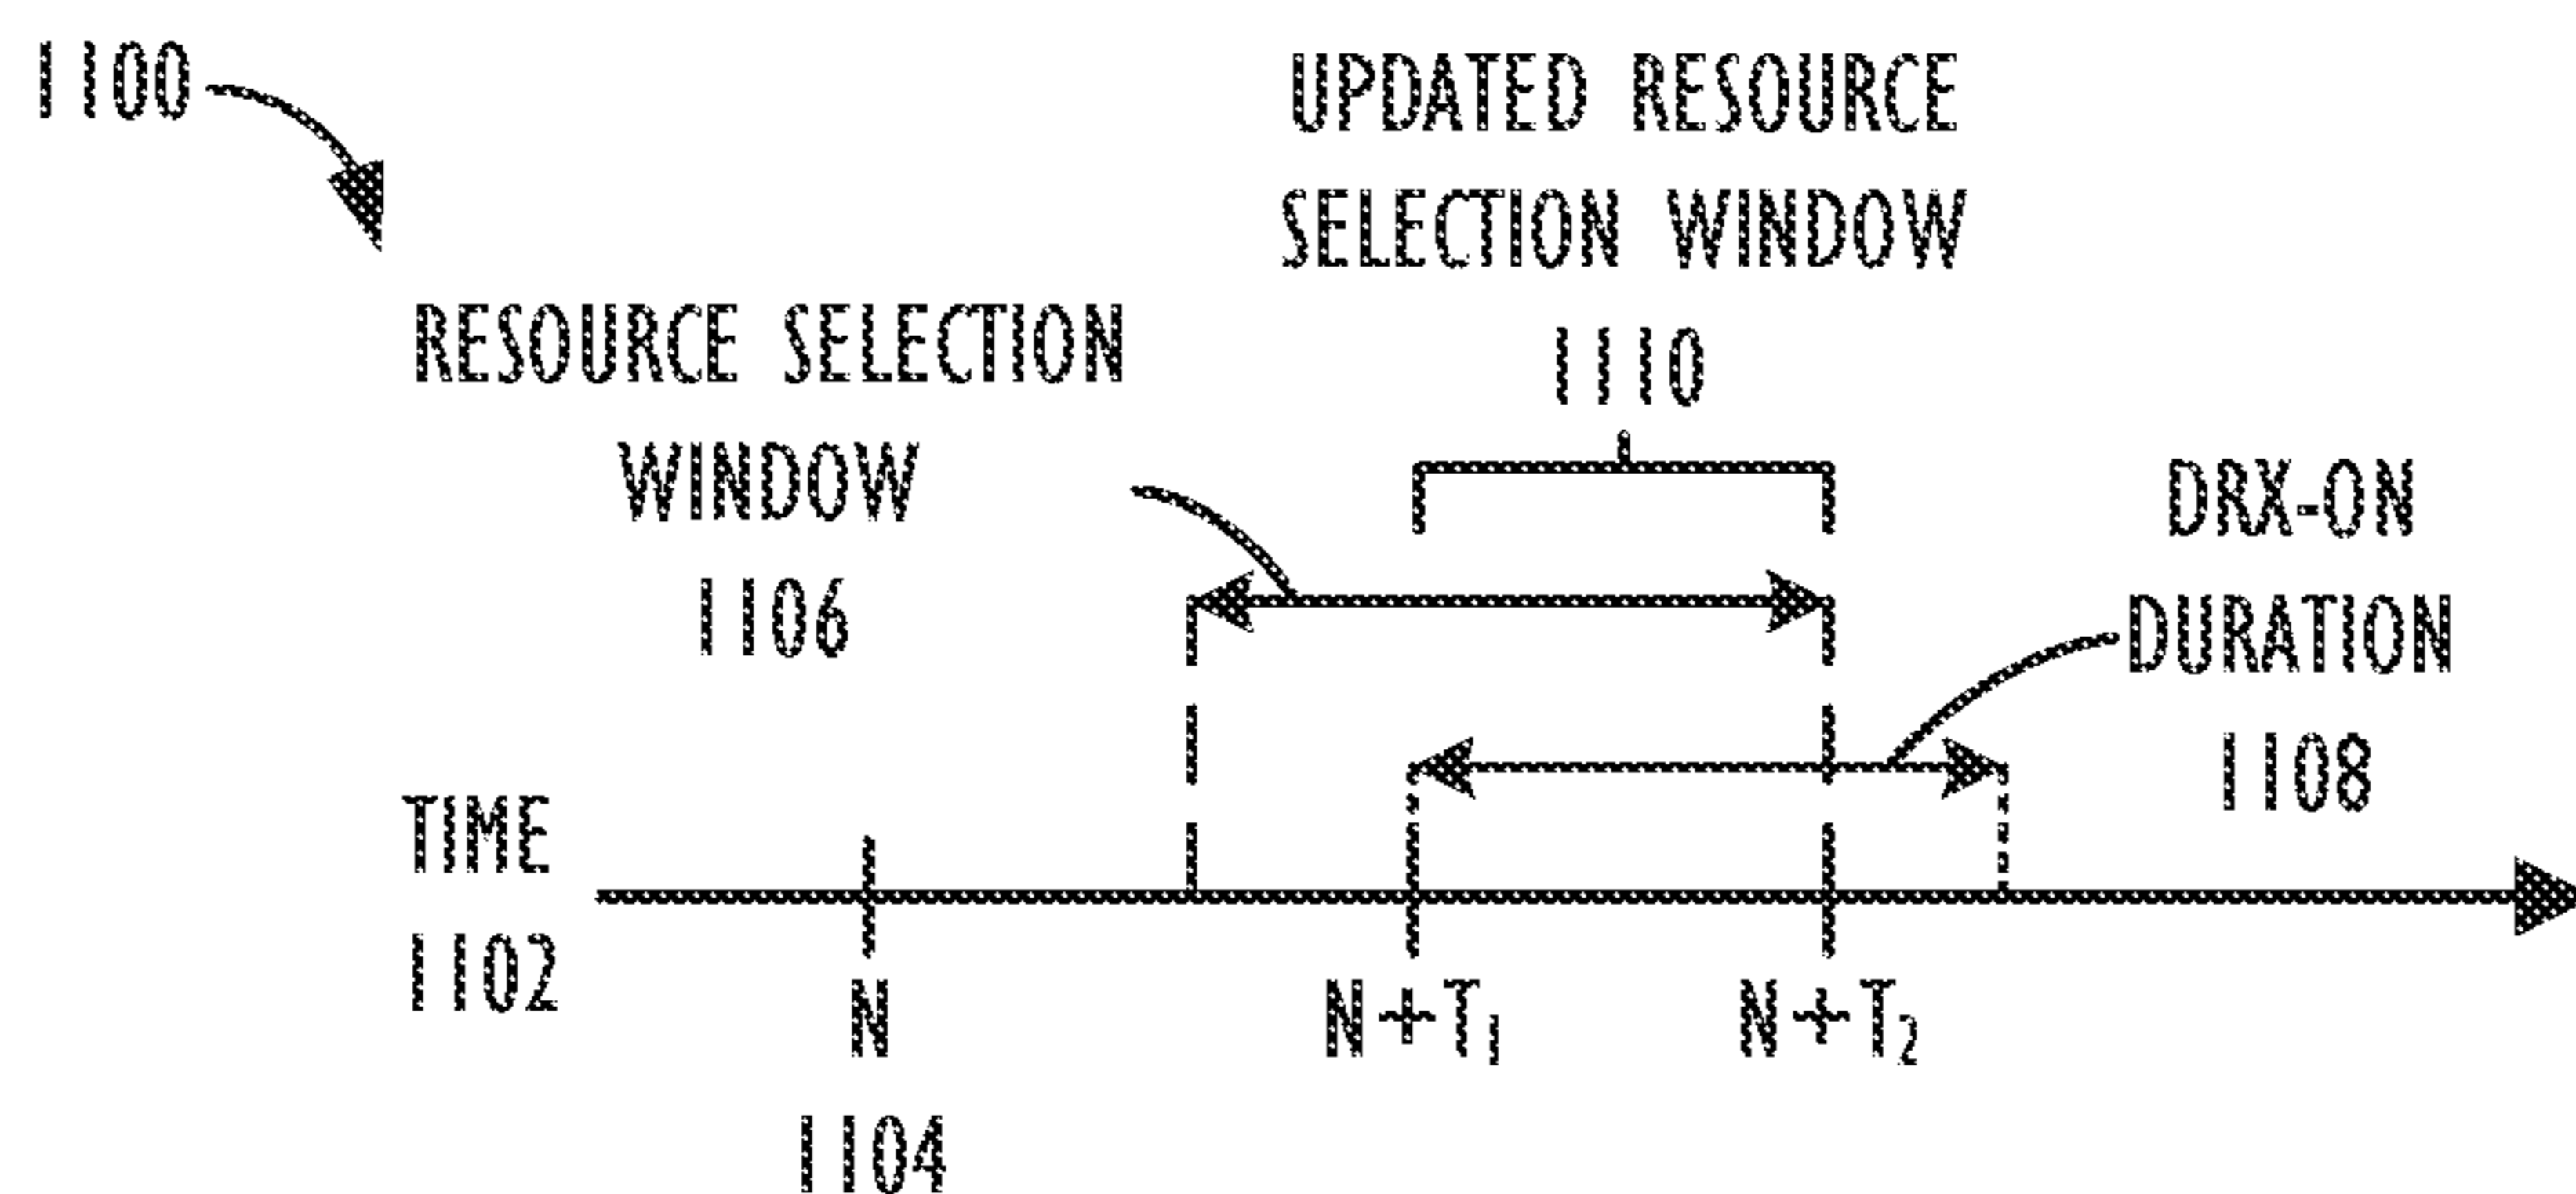 1100
UPDATED RESOURCE
SELECTION WINDOW
1110
RESOURCE SELECTION
WINDOW
1106
DRX-ON
DURATION
1108
TIME
1102
N
1104
N+T₁
N+T₂